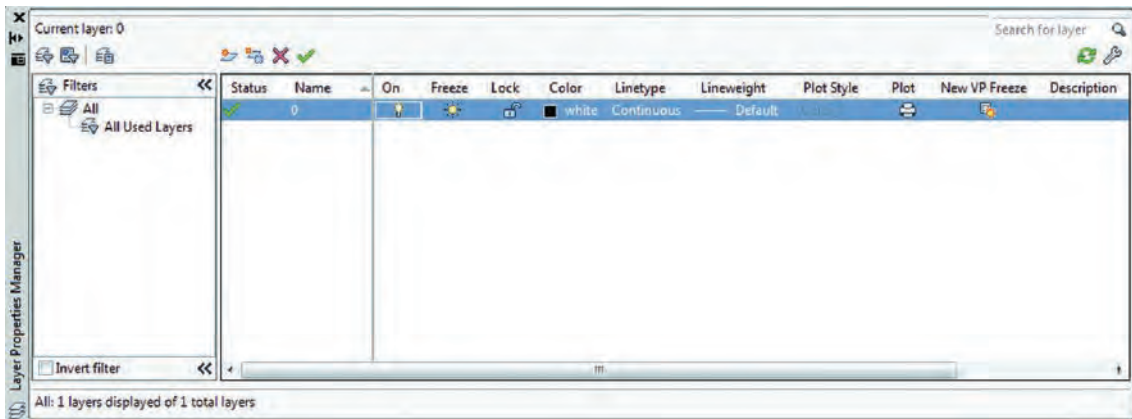 Current layer: 0
Search for layer
Filters
Status Name On Freeze Lock Color Linetype Lineweight Plot Style Plot New VP Freeze Description
All
0 white Continuous Default
All Used Layers
Invert filter
All: 1 layers displayed of 1 total layers
Layer Properties Manager